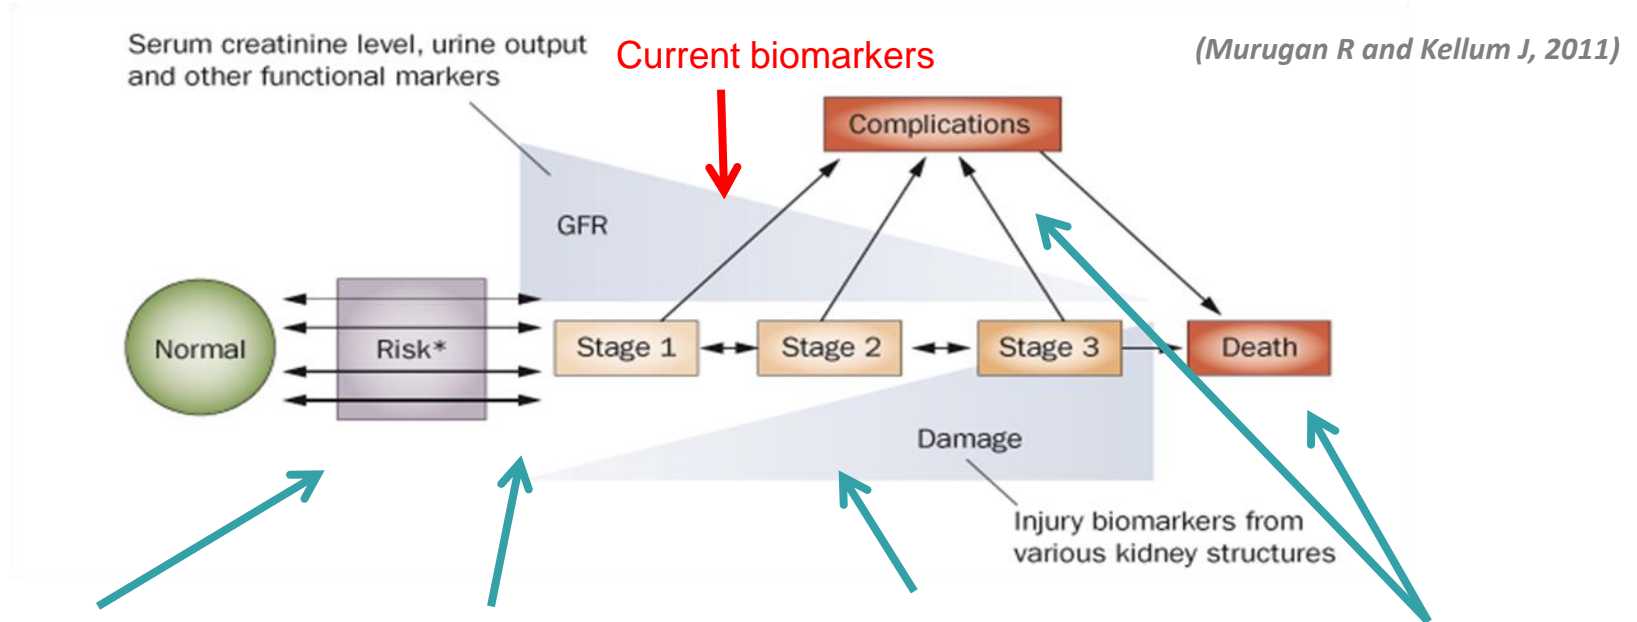 Serum creatinine level, urine output
and other functional markers
Current biomarkers
(Murugan R and Kellum J, 2011)
Complications
GFR
Normal
Risk*
Stage 1
Stage 2
Stage 3
Death
Damage
Injury biomarkers from
various kidney structures